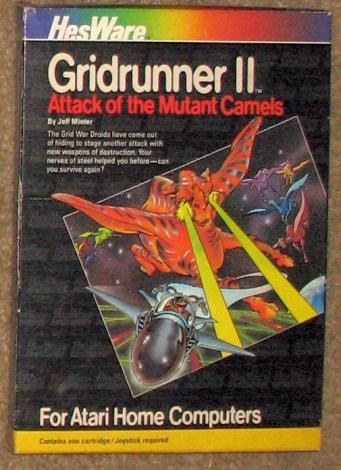 HesWare™
Gridrunner II™
Attack of the Mutant Camels
By Jeff Minter
The Grid War Droids have come out
of hiding to stage another attack with
new weapons of destruction. Your
nerves of steel helped you before—can
you survive again?
For Atari Home Computers
Contains one cartridge/Joystick required